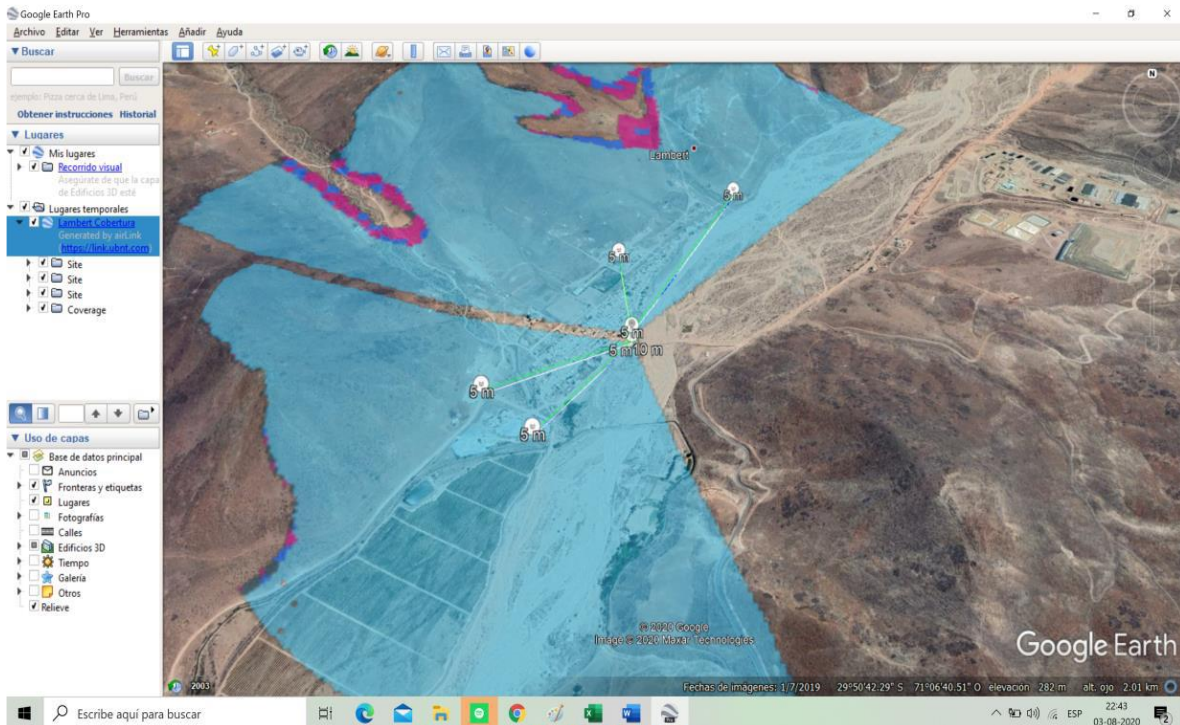 Google Earth Pro
Archivo Editar Ver Herramientas Añadir Ayuda
Buscar
Buscar
ejemplo: Pizza cerca de Lima, Perú
Obtener instrucciones Historial
Lugares
Mis lugares
Recorrido visual
Asegúrate de que la capa
de Edificios 3D esté
Lugares temporales
Lambert Cobertura
Generated by airLink
(https://link.ubnt.com)
Site
Site
Site
Coverage
Uso de capas
Base de datos principal
Anuncios
Fronteras y etiquetas
Lugares
Fotografías
Calles
Edificios 3D
Tiempo
Galería
Otros
Relieve
N
Lambert
5 m
5 m
5 m
5 m 10 m
5 m
5 m
© 2020 Google
Image © 2020 Maxar Technologies
Google Earth
2003
Fechas de imágenes: 1/7/2019 29°50'42.29" S 71°06'40.51" O elevación 282 m alt. ojo 2.01 km
Escribe aquí para buscar
ESP
22:43
03-08-2020
2